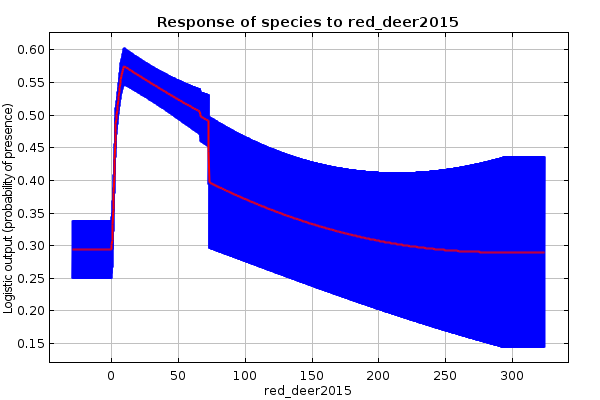 Response of species to red_deer2015
Logistic output (probability of presence)
0.60
0.55
0.50
0.45
0.40
0.35
0.30
0.25
0.20
0.15
0 50 100 150 200 250 300
red_deer2015